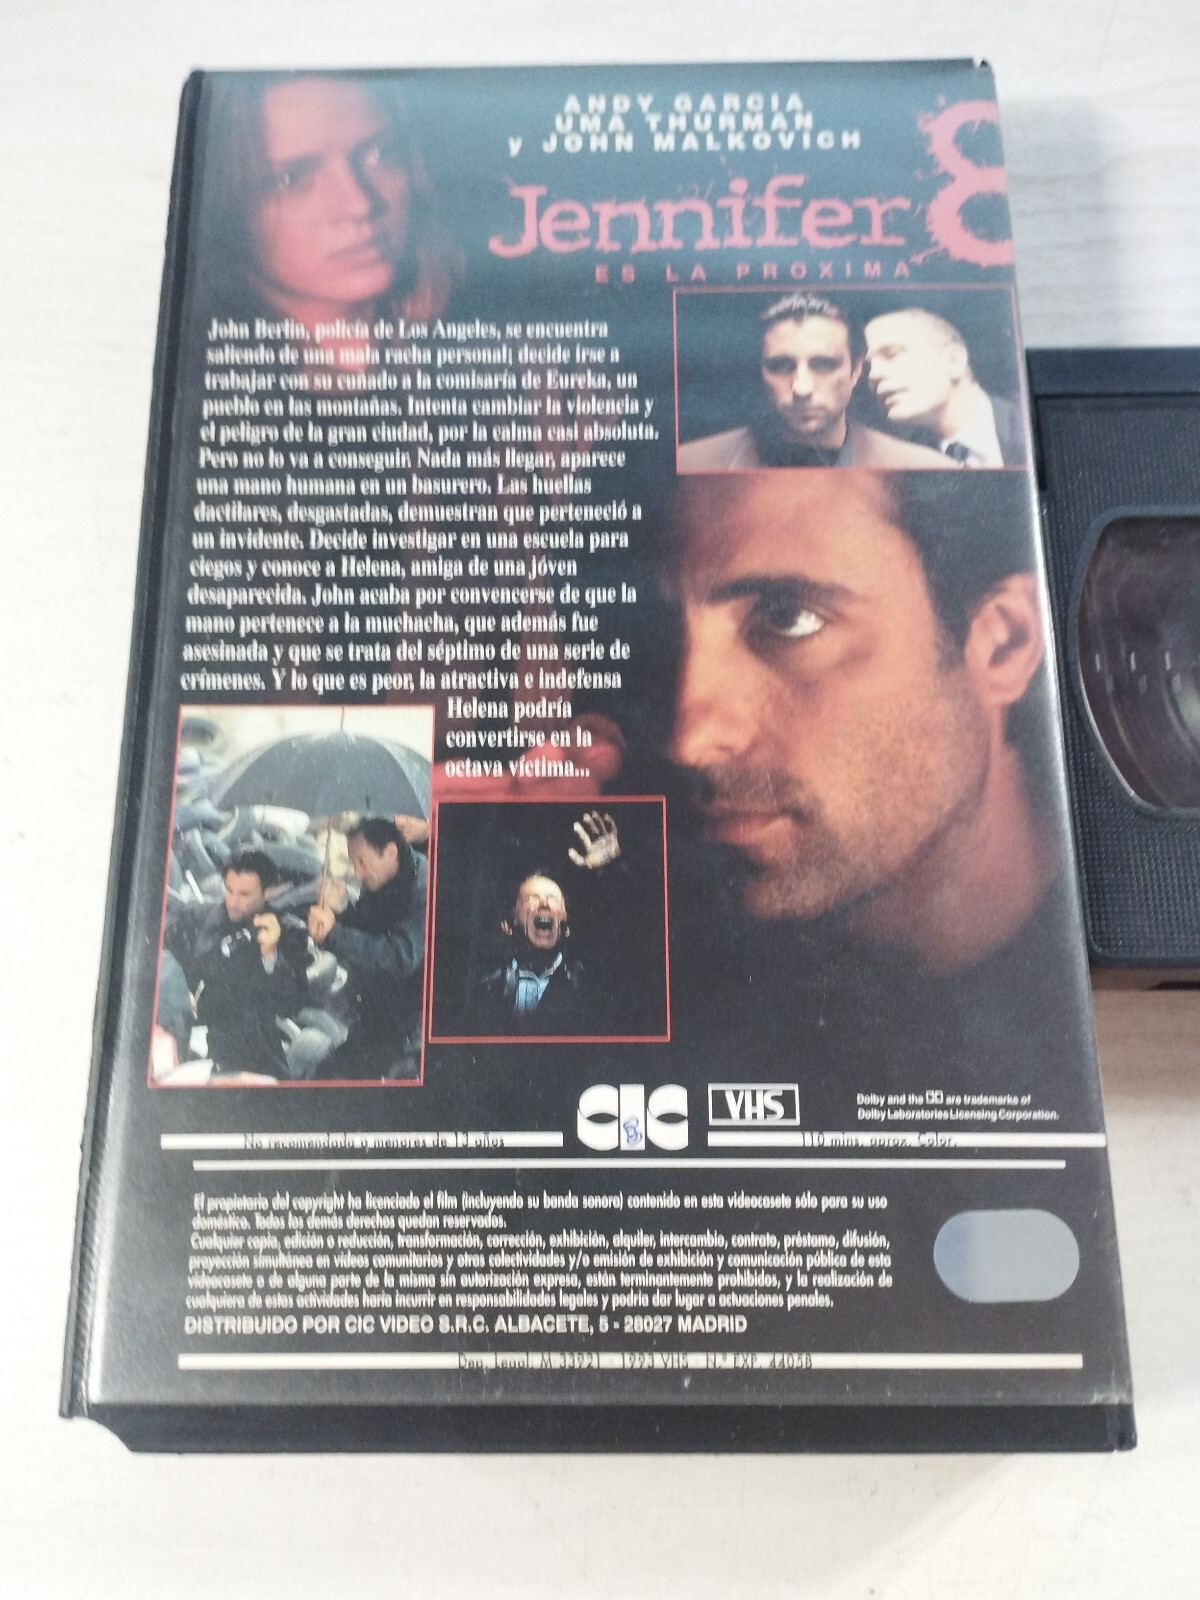 ANDY GARCIA
UMA THURMAN
y JOHN MALKOVICH
Jennifer 8
ES LA PROXIMA
John Berlin, policía de Los Angeles, se encuentra
saliendo de una mala racha personal; decide irse a
trabajar con su cuñado a la comisaría de Eureka, un
pueblo en las montañas. Intenta cambiar la violencia y
el peligro de la gran ciudad, por la calma casi absoluta.
Pero no lo va a conseguir. Nada más llegar, aparece
una mano humana en un basurero. Las huellas
dactilares, desgastadas, demuestran que perteneció a
un invidente. Decide investigar en una escuela para
ciegos y conoce a Helena, amiga de una jóven
desaparecida. John acaba por convencerse de que la
mano pertenece a la muchacha, que además fue
asesinada y que se trata del séptimo de una serie de
crímenes. Y lo que es peor, la atractiva e indefensa
Helena podría
convertirse en la
octava víctima...
CIC
VHS
Dolby and the DD are trademarks of
Dolby Laboratories Licensing Corporation.
No recomendada a menores de 13 años
110 mins. aprox. Color.
El propietario del copyright ha licenciado el film (incluyendo su banda sonora) contenido en esta videocasete sólo para su uso
doméstico. Todos los demás derechos quedan reservados.
Cualquier copia, edición o reducción, transformación, corrección, exhibición, alquiler, intercambio, contrato, préstamo, difusión,
proyección simultanea en vídeos comunitarios y otras colectividades y/o emisión de exhibición y comunicación pública de esta
videocasete o de alguna parte de la misma sin autorización expresa, están terminantemente prohibidos, y la realización de
cualquiera de estas actividades haría incurrir en responsabilidades legales y podria dar lugar a actuaciones penales.
DISTRIBUIDO POR CIC VIDEO S.R.C. ALBACETE, 5 - 28027 MADRID
Dep. Legal. M 33921 - 1993 VHS - N.º EXP. 44058